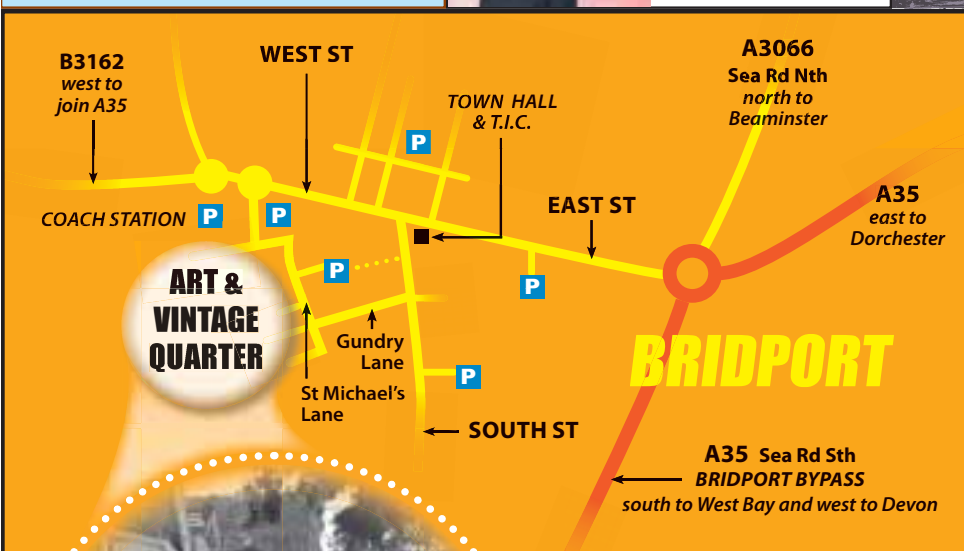 B3162
west to
join A35
WEST ST
A3066
Sea Rd Nth
north to
Beaminster
TOWN HALL
& T.I.C.
P
A35
east to
Dorchester
EAST ST
COACH STATION P
P
P
P
ART &
VINTAGE
QUARTER
Gundry
Lane
St Michael's
Lane
BRIDPORT
P
SOUTH ST
A35 Sea Rd Sth
BRIDPORT BYPASS
south to West Bay and west to Devon